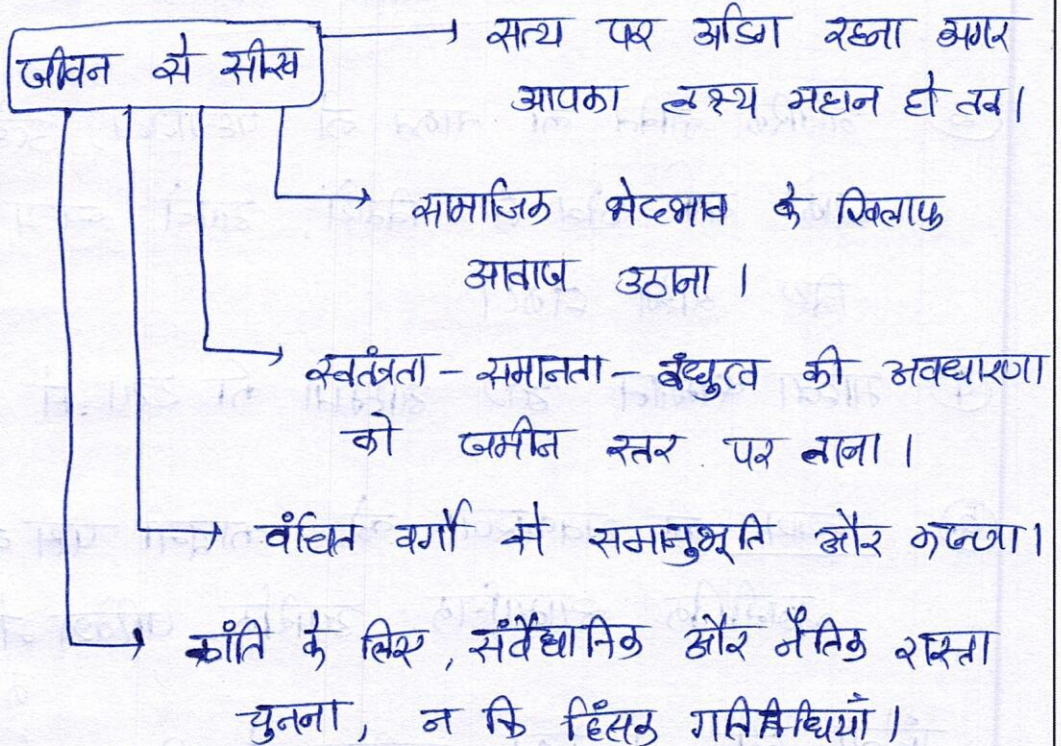 जीवन से सीख
सत्य पर अडिग रहना अगर
आपका लक्ष्य महान हो तब।
सामाजिक भेदभाव के खिलाफ
आवाज उठाना।
स्वतंत्रता - समानता - बंधुत्व की अवधारणा
को जमीन स्तर पर लाना।
वंचित वर्गों से समानुभूति और करुणा।
क्रांति के लिए, संवैधानिक और नैतिक रास्ता
चुनना, न कि हिंसक गतिविधियाँ।